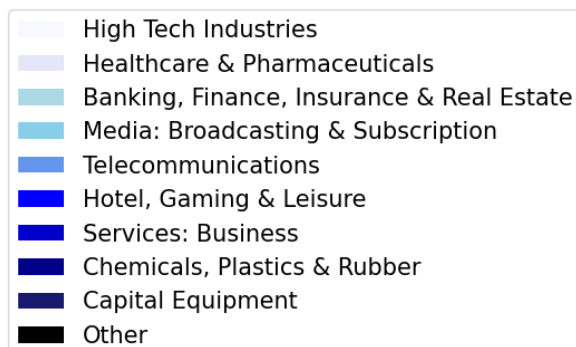 High Tech Industries
Healthcare & Pharmaceuticals
Banking, Finance, Insurance & Real Estate
Media: Broadcasting & Subscription
Telecommunications
Hotel, Gaming & Leisure
Services: Business
Chemicals, Plastics & Rubber
Capital Equipment
Other